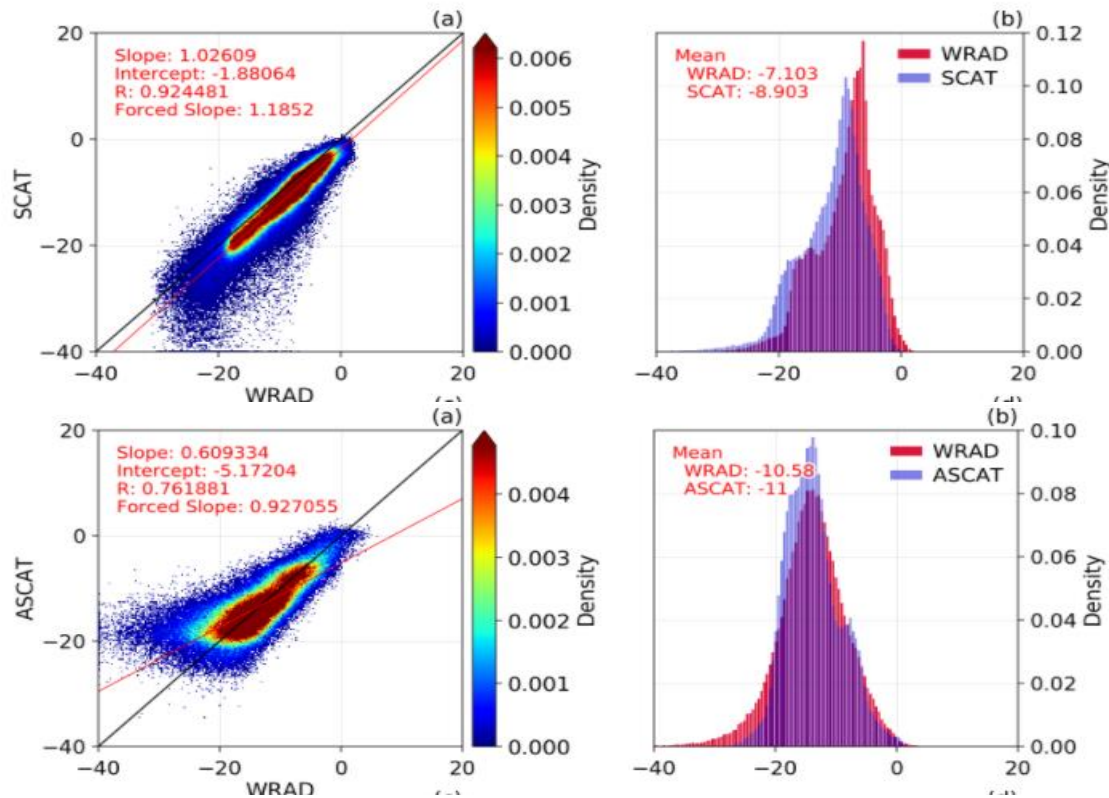 (a)
20
0
−20
−40
SCAT
Slope: 1.02609
Intercept: -1.88064
R: 0.924481
Forced Slope: 1.1852
−40
−20
0
20
WRAD
0.006
0.005
0.004
0.003
0.002
0.001
0.000
Density
(b)
Mean
WRAD: -7.103
SCAT: -8.903
WRAD
SCAT
0.12
0.10
0.08
0.06
0.04
0.02
0.00
Density
−40
−20
0
20
(a)
20
0
−20
−40
ASCAT
Slope: 0.609334
Intercept: -5.17204
R: 0.761881
Forced Slope: 0.927055
−40
−20
0
20
WRAD
0.004
0.003
0.002
0.001
0.000
Density
(b)
Mean
WRAD: -10.58
ASCAT: -11
WRAD
ASCAT
0.10
0.08
0.06
0.04
0.02
0.00
Density
−40
−20
0
20